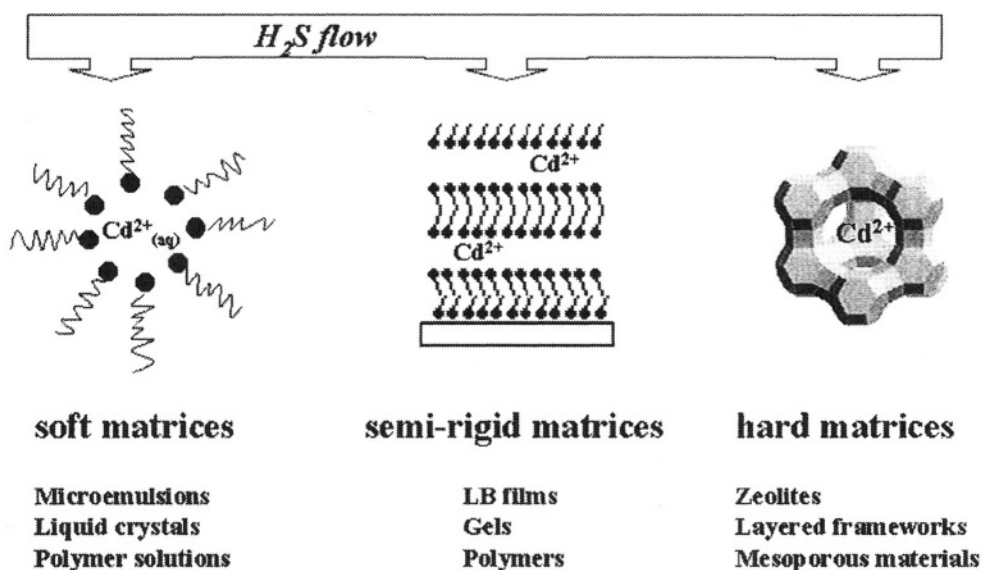 H₂S flow
Cd²⁺(aq)
Cd²⁺
Cd²⁺
Cd²⁺
soft matrices
semi-rigid matrices
hard matrices
Microemulsions
Liquid crystals
Polymer solutions
LB films
Gels
Polymers
Zeolites
Layered frameworks
Mesoporous materials